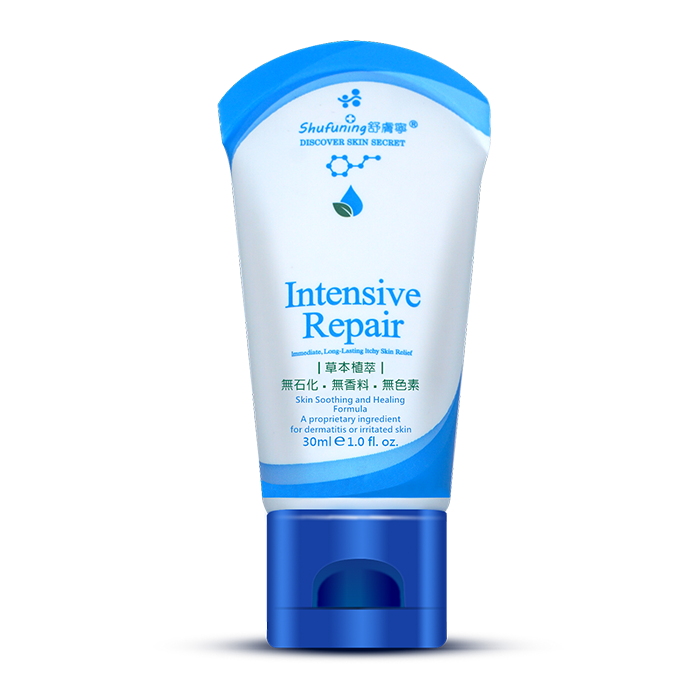 Shufuning舒膚寧®
DISCOVER SKIN SECRET
Intensive
Repair
Immediate, Long-Lasting Itchy Skin Relief
|草本植萃|
無石化·無香料·無色素
Skin Soothing and Healing
Formula
A proprietary ingredient
for dermatitis or irritated skin
30ml ℮ 1.0 fl. oz.